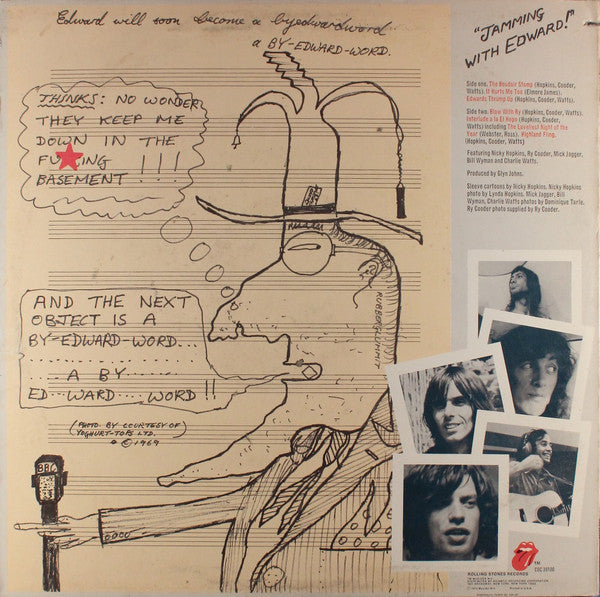 Edward will soon become a byedwardword
a BY-EDWARD-WORD.
"JAMMING
WITH EDWARD!"
THINKS: NO WONDER
THEY KEEP ME
DOWN IN THE
FU★ING !!!
BASEMENT
Side one. The Boudoir Stomp (Hopkins, Cooder,
Watts). It Hurts Me Too (Elmore James).
Edwards Thrump Up (Hopkins, Cooder, Watts).
Side two. Blow With Ry (Hopkins, Cooder,
Watts). Interlude a la El Hopo (Hopkins, Cooder,
Watts) including The Loveliest Night of the
Year (Webster, Ross). Highland Fling.
(Hopkins, Cooder, Watts)
Featuring Nicky Hopkins, Ry Cooder, Mick Jagger,
Bill Wyman and Charlie Watts.
Produced by Glyn Johns.
Sleeve cartoons by Nicky Hopkins. Nicky Hopkins
photo by Lynda Hopkins. Mick Jagger, Bill
Wyman, Charlie Watts photos by Dominique Tarle.
Ry Cooder photo supplied by Ry Cooder.
AND THE NEXT
OBJECT IS A
BY-EDWARD-WORD...
....A BY....
ED--WARD....WORD!!
(PHOTO BY COURTESY OF
YOGHURT-TOPS LTD.)
© 1969
BBC
TM
COC 39100
ROLLING STONES RECORDS